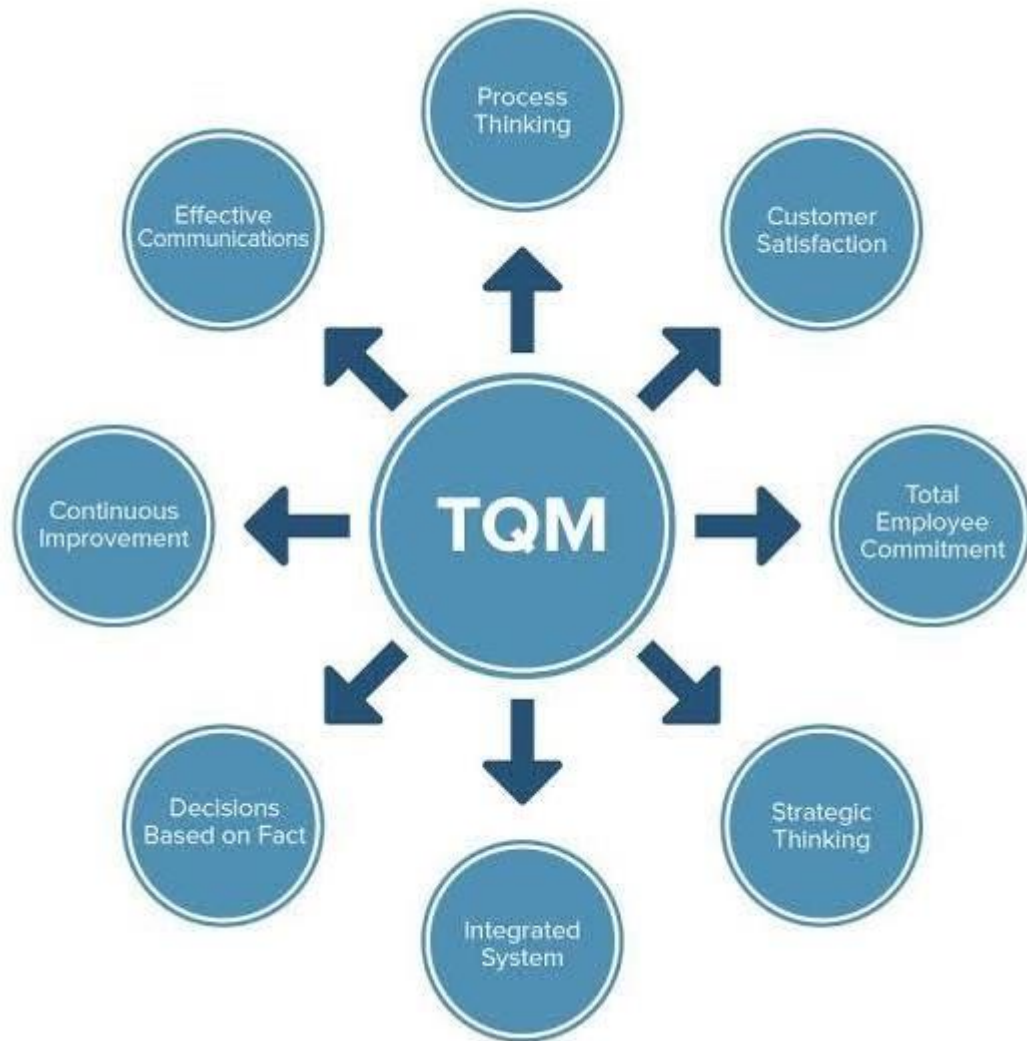 Process
Thinking
Customer
Satisfaction
Total
Employee
Commitment
Strategic
Thinking
Integrated
System
Decisions
Based on Fact
Continuous
Improvement
Effective
Communications
TQM